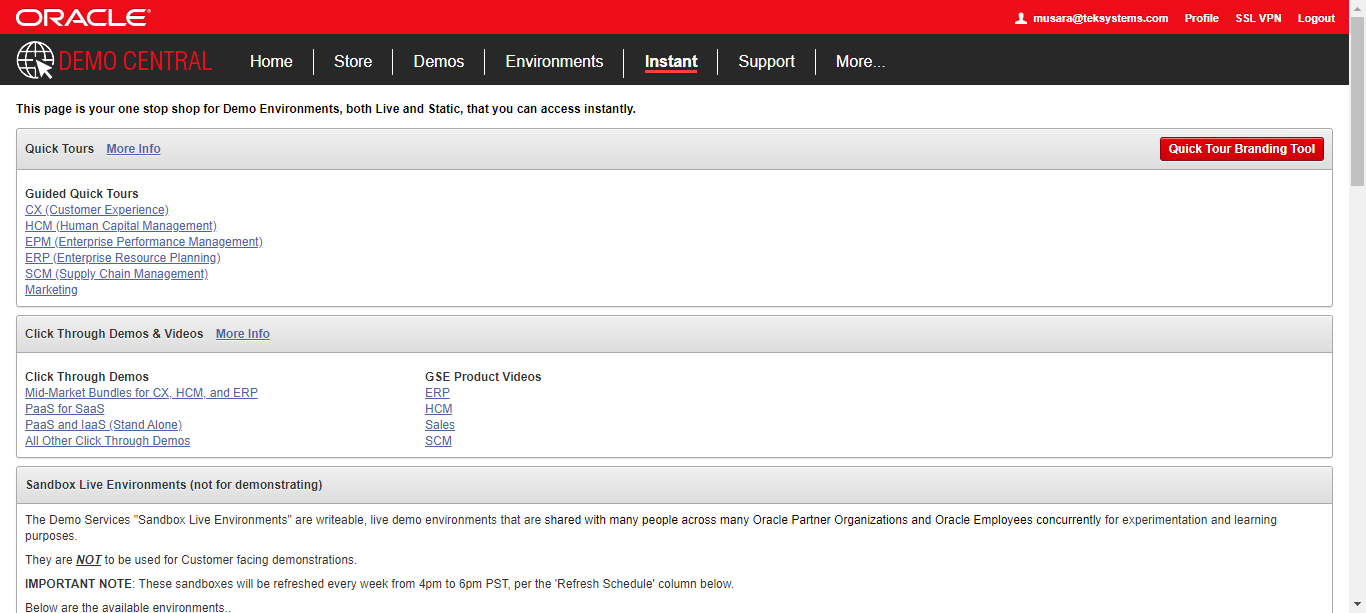 ORACLE®
musara@teksystems.com Profile SSL VPN Logout
DEMO CENTRAL Home Store Demos Environments Instant Support More...
This page is your one stop shop for Demo Environments, both Live and Static, that you can access instantly.
Quick Tours More Info Quick Tour Branding Tool
Guided Quick Tours
CX (Customer Experience)
HCM (Human Capital Management)
EPM (Enterprise Performance Management)
ERP (Enterprise Resource Planning)
SCM (Supply Chain Management)
Marketing
Click Through Demos & Videos More Info
Click Through Demos
Mid-Market Bundles for CX, HCM, and ERP
PaaS for SaaS
PaaS and IaaS (Stand Alone)
All Other Click Through Demos
GSE Product Videos
ERP
HCM
Sales
SCM
Sandbox Live Environments (not for demonstrating)
The Demo Services "Sandbox Live Environments" are writeable, live demo environments that are shared with many people across many Oracle Partner Organizations and Oracle Employees concurrently for experimentation and learning
purposes.
They are NOT to be used for Customer facing demonstrations.
IMPORTANT NOTE: These sandboxes will be refreshed every week from 4pm to 6pm PST, per the 'Refresh Schedule' column below.
Below are the available environments..